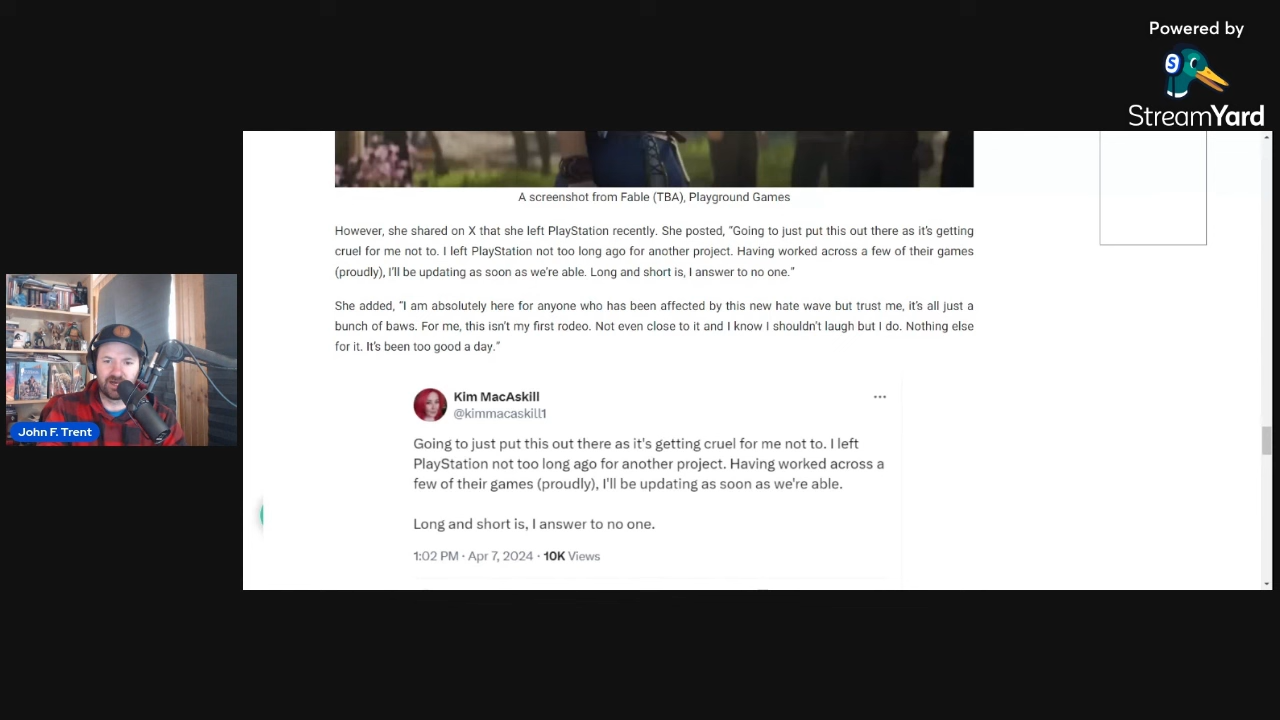 Powered by
StreamYard
A screenshot from Fable (TBA), Playground Games
However, she shared on X that she left PlayStation recently. She posted, “Going to just put this out there as it’s getting
cruel for me not to. I left PlayStation not too long ago for another project. Having worked across a few of their games
(proudly), I’ll be updating as soon as we’re able. Long and short is, I answer to no one.”
She added, “I am absolutely here for anyone who has been affected by this new hate wave but trust me, it’s all just a
bunch of baws. For me, this isn’t my first rodeo. Not even close to it and I know I shouldn’t laugh but I do. Nothing else
for it. It’s been too good a day.”
Kim MacAskill
@kimmacaskill1
Going to just put this out there as it's getting cruel for me not to. I left
PlayStation not too long ago for another project. Having worked across a
few of their games (proudly), I'll be updating as soon as we're able.
Long and short is, I answer to no one.
1:02 PM · Apr 7, 2024 · 10K Views
John F. Trent